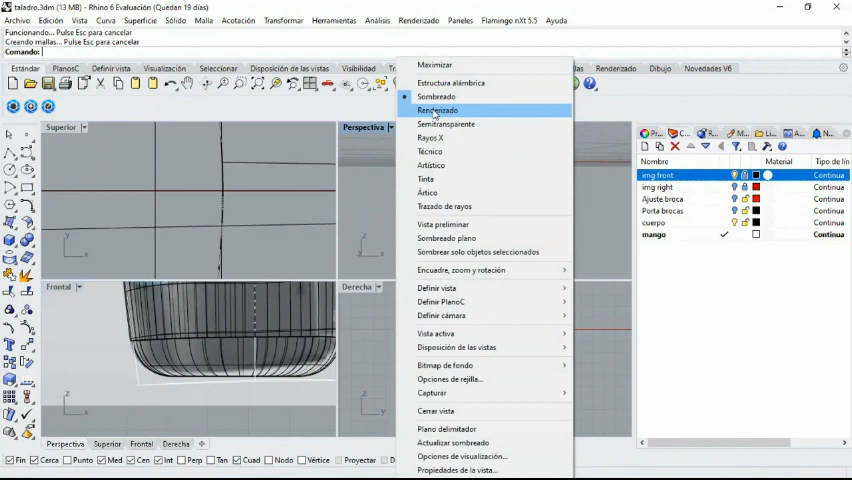 taladro.3dm (11 MB) - Rhino 6 Evaluación (Quedan 19 días)
Archivo Edición Vista Curva Superficie Sólido Malla Acotación Transformar Herramientas Análisis Renderizado Paneles Flamingo nXt 5.5 Ayuda
Funcionando... Pulse Esc para cancelar
Creando mallas... Pulse Esc para cancelar
Comando:
Estándar PlanosC Definir vista Visualización Seleccionar Disposición de las vistas Renderizado Dibujo Novedades V6
Superior
Perspectiva
Frontal
Derecha
Maximizar
Estructura alámbrica
Sombreado
Renderizado
Semitransparente
Rayos X
Técnico
Artístico
Tinta
Ártico
Trazado de rayos
Vista preliminar
Sombreado plano
Sombrear solo objetos seleccionados
Encuadre, zoom y rotación
Definir vista
Definir PlanoC
Definir cámara
Vista activa
Disposición de las vistas
Bitmap de fondo
Opciones de rejilla...
Capturar
Cerrar vista
Plano delimitador
Actualizar sombreado
Opciones de visualización...
Propiedades de la vista...
Nombre Material Tipo de lí
img front Continua
img right Continua
Ajuste broca Continua
Porta brocas Continua
cuerpo Continua
mango Continua
Perspectiva Superior Frontal Derecha
Fin Cerca Punto Med Cen Int Perp Tan Cuad Nodo Vértice Proyectar